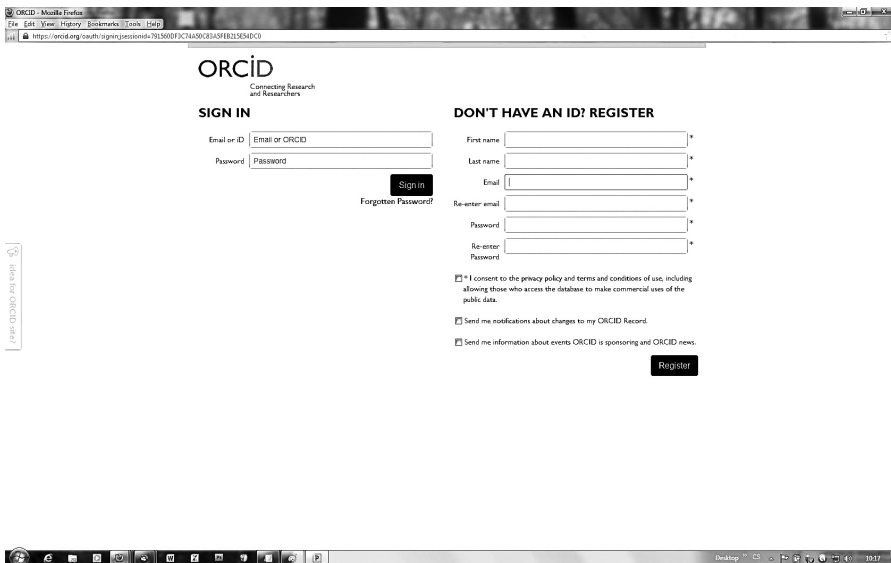 ORCID - Mozilla Firefox
File Edit View History Bookmarks Tools Help
https://orcid.org/oauth/signin;jsessionid=791560DF3C74A50C83A5FEB215E54DC0
ORCiD
Connecting Research
and Researchers
SIGN IN
Email or iD Email or ORCID
Password Password
Sign in
Forgotten Password?
DON'T HAVE AN ID? REGISTER
First name *
Last name *
Email *
Re-enter email *
Password *
Re-enter *
Password
* I consent to the privacy policy and terms and conditions of use, including
allowing those who access the database to make commercial uses of the
public data.
Send me notifications about changes to my ORCID Record.
Send me information about events ORCID is sponsoring and ORCID news.
Register
idea for ORCID site?
Desktop » CS 10:17